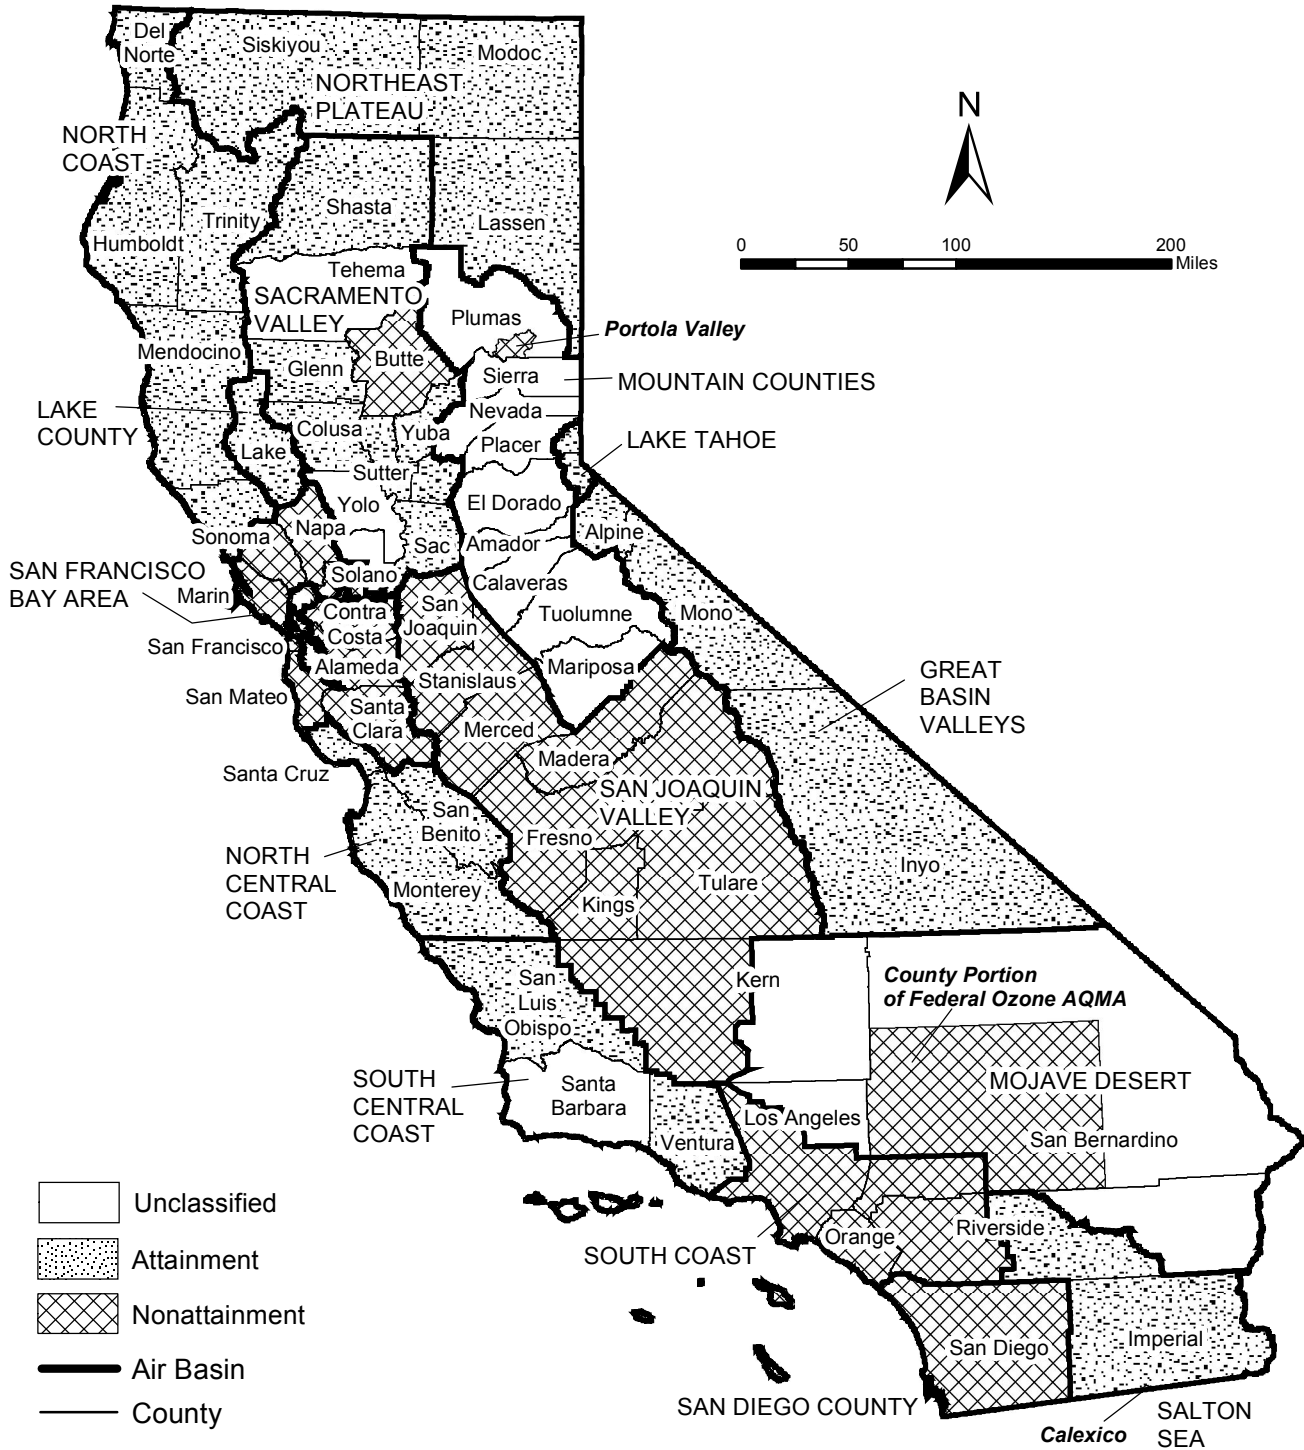 Del
Norte
Siskiyou
Modoc
NORTHEAST
PLATEAU
N
NORTH
COAST
Shasta
Trinity
Lassen
Humboldt
0 50 100 200
Miles
Tehema
SACRAMENTO
VALLEY
Plumas
Portola Valley
Mendocino
Butte
Glenn
Sierra
MOUNTAIN COUNTIES
LAKE
COUNTY
Nevada
Colusa
Yuba
Placer
LAKE TAHOE
Lake
Sutter
Yolo
El Dorado
Napa
Sonoma
Sac
Amador
Alpine
SAN FRANCISCO
BAY AREA
Solano
Calaveras
Marin
Contra
Costa
San
Joaquin
Tuolumne
Mono
San Francisco
Alameda
Stanislaus
Mariposa
GREAT
BASIN
VALLEYS
San Mateo
Santa
Clara
Merced
Madera
Santa Cruz
SAN JOAQUIN
VALLEY
San
Benito
Fresno
NORTH
CENTRAL
COAST
Inyo
Monterey
Tulare
Kings
San
Luis
Obispo
Kern
County Portion
of Federal Ozone AQMA
SOUTH
CENTRAL
COAST
Santa
Barbara
MOJAVE DESERT
Los Angeles
Ventura
San Bernardino
Unclassified
Attainment
Nonattainment
Air Basin
County
Orange
Riverside
SOUTH COAST
San Diego
Imperial
SAN DIEGO COUNTY
Calexico
SALTON
SEA